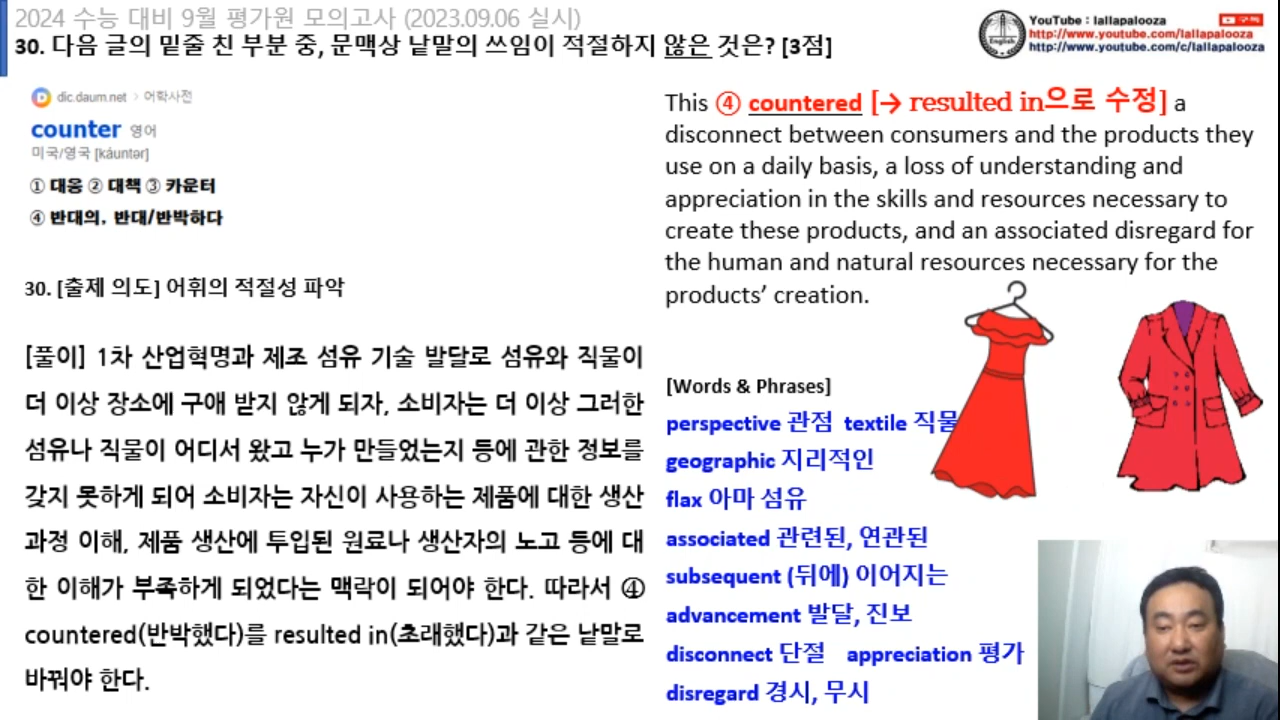 2024 수능 대비 9월 평가원 모의고사 (2023.09.06 실시)
30. 다음 글의 밑줄 친 부분 중, 문맥상 낱말의 쓰임이 적절하지 않은 것은? [3점]
YouTube : lallapalooza
구독
http://www.youtube.com/lallapalooza
http://www.youtube.com/c/lallapalooza
English
dic.daum.net > 어학사전
counter 영어
미국/영국 [káuntər]
① 대응 ② 대책 ③ 카운터
④ 반대의, 반대/반박하다
30. [출제 의도] 어휘의 적절성 파악
[풀이] 1차 산업혁명과 제조 섬유 기술 발달로 섬유와 직물이
더 이상 장소에 구애 받지 않게 되자, 소비자는 더 이상 그러한
섬유나 직물이 어디서 왔고 누가 만들었는지 등에 관한 정보를
갖지 못하게 되어 소비자는 자신이 사용하는 제품에 대한 생산
과정 이해, 제품 생산에 투입된 원료나 생산자의 노고 등에 대
한 이해가 부족하게 되었다는 맥락이 되어야 한다. 따라서 ④
countered(반박했다)를 resulted in(초래했다)과 같은 낱말로
바꿔야 한다.
This ④ countered [→ resulted in으로 수정] a
disconnect between consumers and the products they
use on a daily basis, a loss of understanding and
appreciation in the skills and resources necessary to
create these products, and an associated disregard for
the human and natural resources necessary for the
products’ creation.
[Words & Phrases]
perspective 관점 textile 직물
geographic 지리적인
flax 아마 섬유
associated 관련된, 연관된
subsequent (뒤에) 이어지는
advancement 발달, 진보
disconnect 단절 appreciation 평가
disregard 경시, 무시